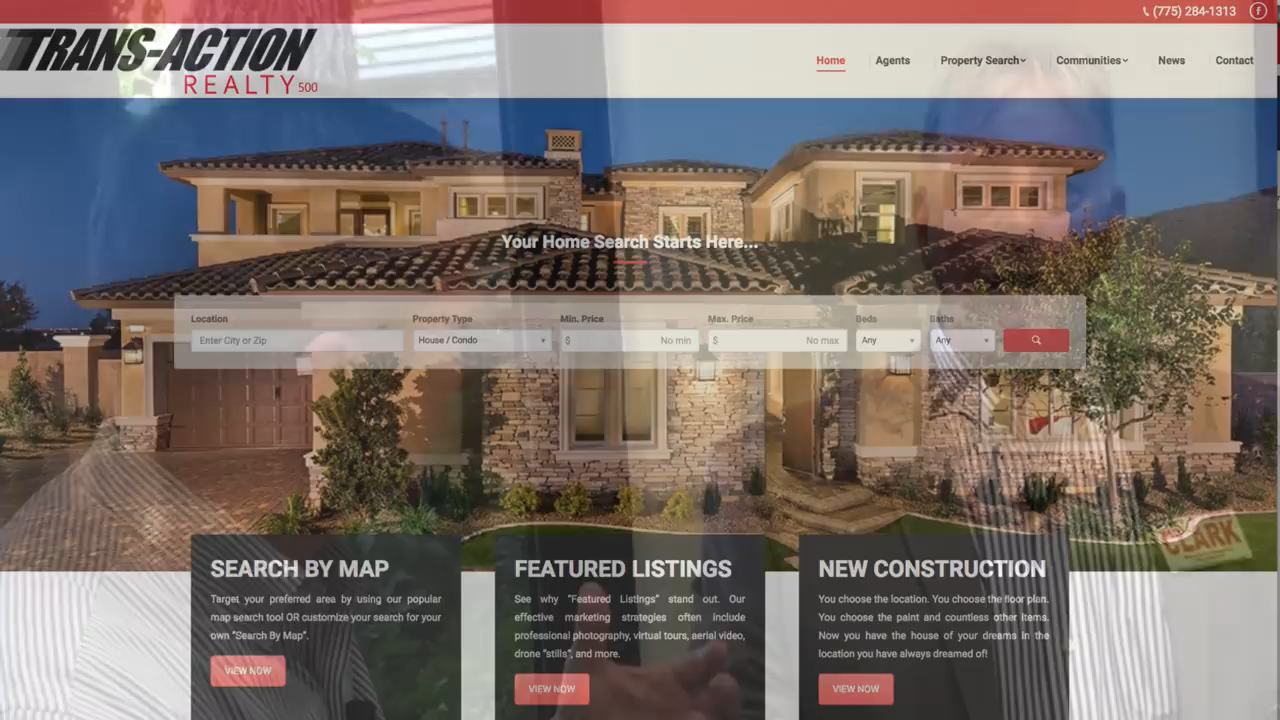 (775) 284-1313
TRANS-ACTION
REALTY 500
Home
Agents
Property Search
Communities
News
Contact
Your Home Search Starts Here...
Location
Property Type
Min. Price
Max. Price
Beds
Baths
Enter City or Zip
House / Condo
$ No min
$ No max
Any
Any
CLARK
SEARCH BY MAP
Target your preferred area by using our popular
map search tool OR customize your search for your
own "Search By Map".
VIEW NOW
FEATURED LISTINGS
See why "Featured Listings" stand out. Our
effective marketing strategies often include
professional photography, virtual tours, aerial video,
drone "stills", and more.
VIEW NOW
NEW CONSTRUCTION
You choose the location. You choose the floor plan.
You choose the paint and countless other items.
Now you have the house of your dreams in the
location you have always dreamed of!
VIEW NOW